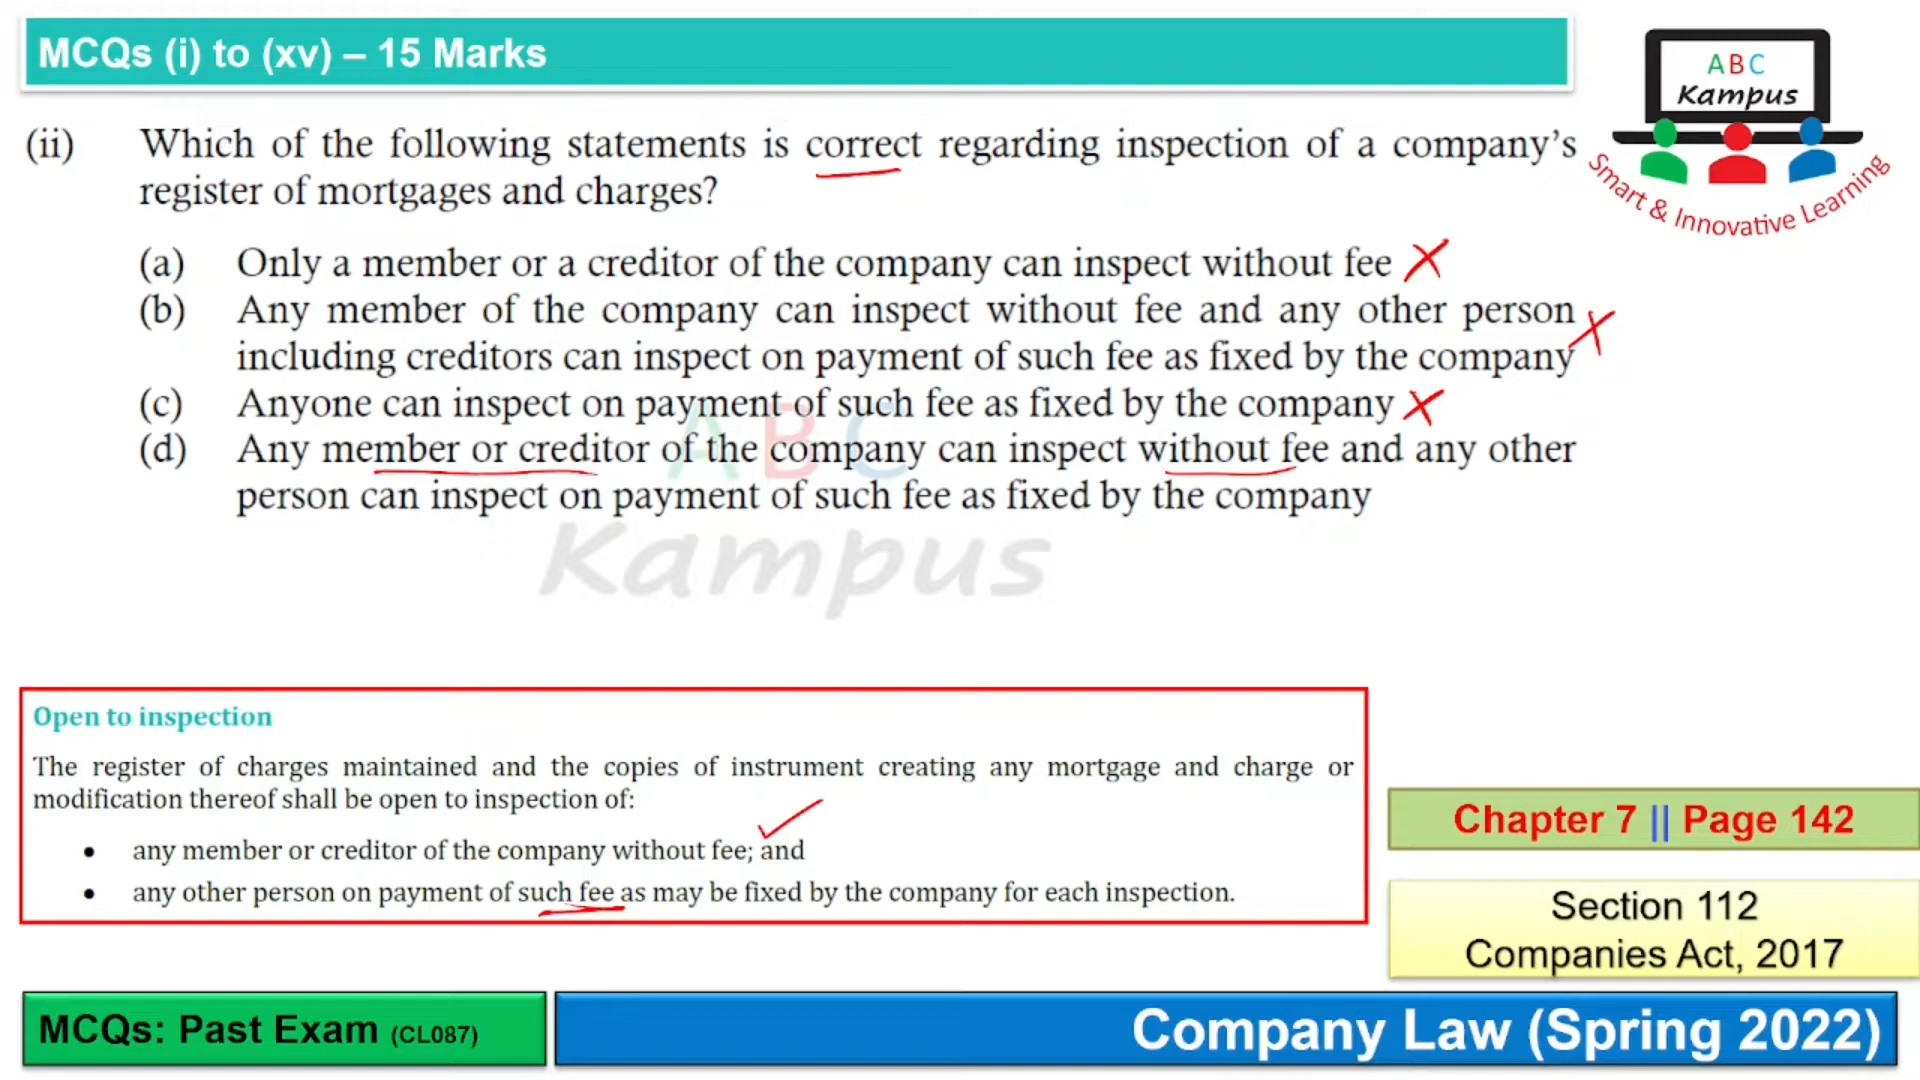 MCQs (i) to (xv) – 15 Marks
A B C
Kampus
Smart & Innovative Learning
(ii) Which of the following statements is correct regarding inspection of a company’s
register of mortgages and charges?
(a) Only a member or a creditor of the company can inspect without fee
(b) Any member of the company can inspect without fee and any other person
including creditors can inspect on payment of such fee as fixed by the company
(c) Anyone can inspect on payment of such fee as fixed by the company
(d) Any member or creditor of the company can inspect without fee and any other
person can inspect on payment of such fee as fixed by the company
A B C
Kampus
Open to inspection
The register of charges maintained and the copies of instrument creating any mortgage and charge or
modification thereof shall be open to inspection of:
• any member or creditor of the company without fee; and
• any other person on payment of such fee as may be fixed by the company for each inspection.
Chapter 7 || Page 142
Section 112
Companies Act, 2017
MCQs: Past Exam (CL087)
Company Law (Spring 2022)